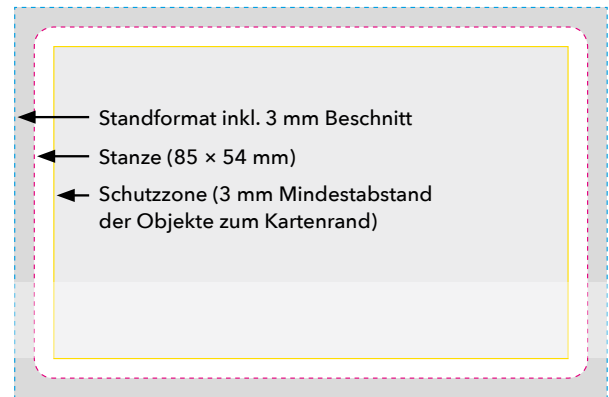 Standformat inkl. 3 mm Beschnitt
Stanze (85 × 54 mm)
Schutzzone (3 mm Mindestabstand
der Objekte zum Kartenrand)